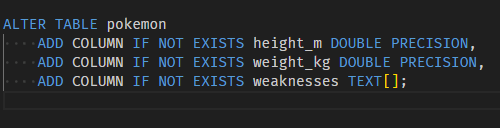 ALTER TABLE pokemon
    ADD COLUMN IF NOT EXISTS height_m DOUBLE PRECISION,
    ADD COLUMN IF NOT EXISTS weight_kg DOUBLE PRECISION,
    ADD COLUMN IF NOT EXISTS weaknesses TEXT[];